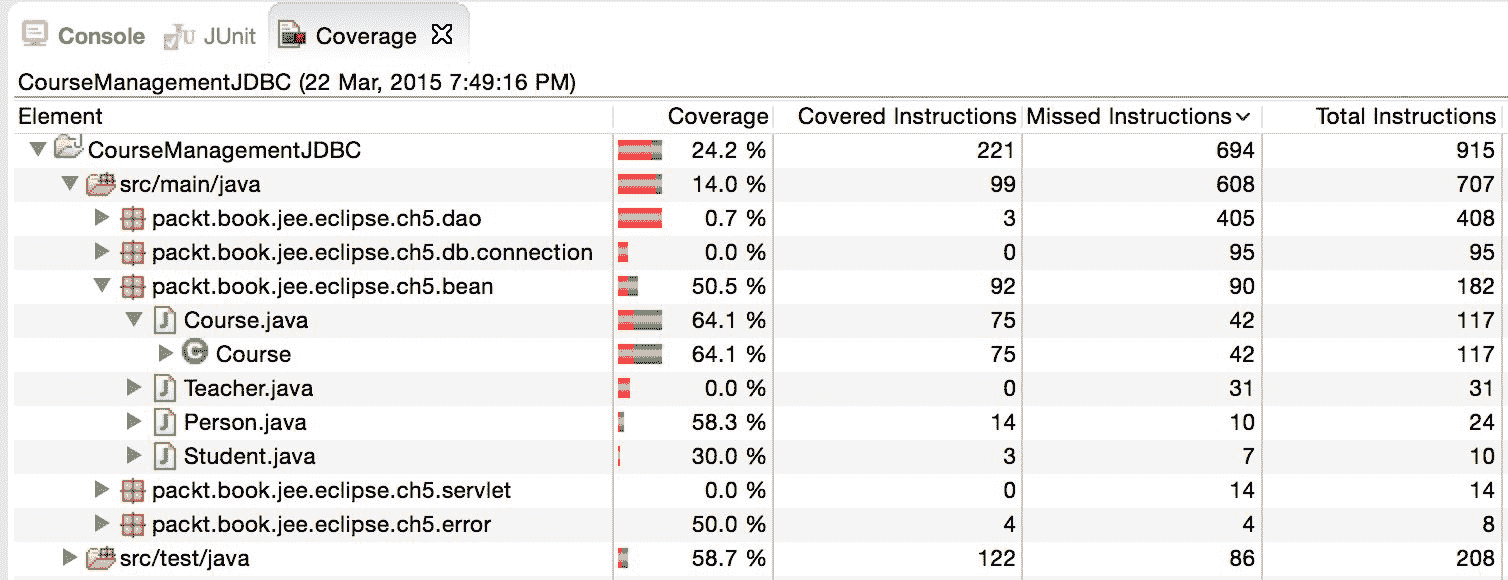 Console JUnit Coverage
CourseManagementJDBC (22 Mar, 2015 7:49:16 PM)
Element Coverage Covered Instructions Missed Instructions Total Instructions
CourseManagementJDBC 24.2 % 221 694 915
src/main/java 14.0 % 99 608 707
packt.book.jee.eclipse.ch5.dao 0.7 % 3 405 408
packt.book.jee.eclipse.ch5.db.connection 0.0 % 0 95 95
packt.book.jee.eclipse.ch5.bean 50.5 % 92 90 182
Course.java 64.1 % 75 42 117
Course 64.1 % 75 42 117
Teacher.java 0.0 % 0 31 31
Person.java 58.3 % 14 10 24
Student.java 30.0 % 3 7 10
packt.book.jee.eclipse.ch5.servlet 0.0 % 0 14 14
packt.book.jee.eclipse.ch5.error 50.0 % 4 4 8
src/test/java 58.7 % 122 86 208